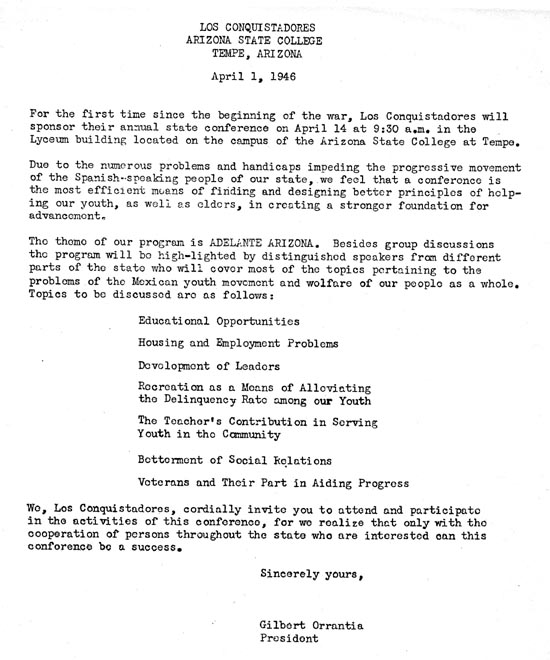 LOS CONQUISTADORES
ARIZONA STATE COLLEGE
TEMPE, ARIZONA
April 1, 1946
For the first time since the beginning of the war, Los Conquistadores will
sponsor their annual state conference on April 14 at 9:30 a.m. in the
Lyceum building located on the campus of the Arizona State College at Tempe.
Due to the numerous problems and handicaps impeding the progressive movement
of the Spanish-speaking people of our state, we feel that a conference is
the most efficient means of finding and designing better principles of help-
ing our youth, as well as elders, in creating a stronger foundation for
advancement.
The theme of our program is ADELANTE ARIZONA. Besides group discussions
the program will be high-lighted by distinguished speakers from different
parts of the state who will cover most of the topics pertaining to the
problems of the Mexican youth movement and welfare of our people as a whole.
Topics to be discussed are as follows:
Educational Opportunities
Housing and Employment Problems
Development of Leaders
Recreation as a Means of Alleviating
the Delinquency Rate among our Youth
The Teacher's Contribution in Serving
Youth in the Community
Betterment of Social Relations
Veterans and Their Part in Aiding Progress
We, Los Conquistadores, cordially invite you to attend and participate
in the activities of this conference, for we realize that only with the
cooperation of persons throughout the state who are interested can this
conference be a success.
Sincerely yours,
Gilbert Orrantia
President